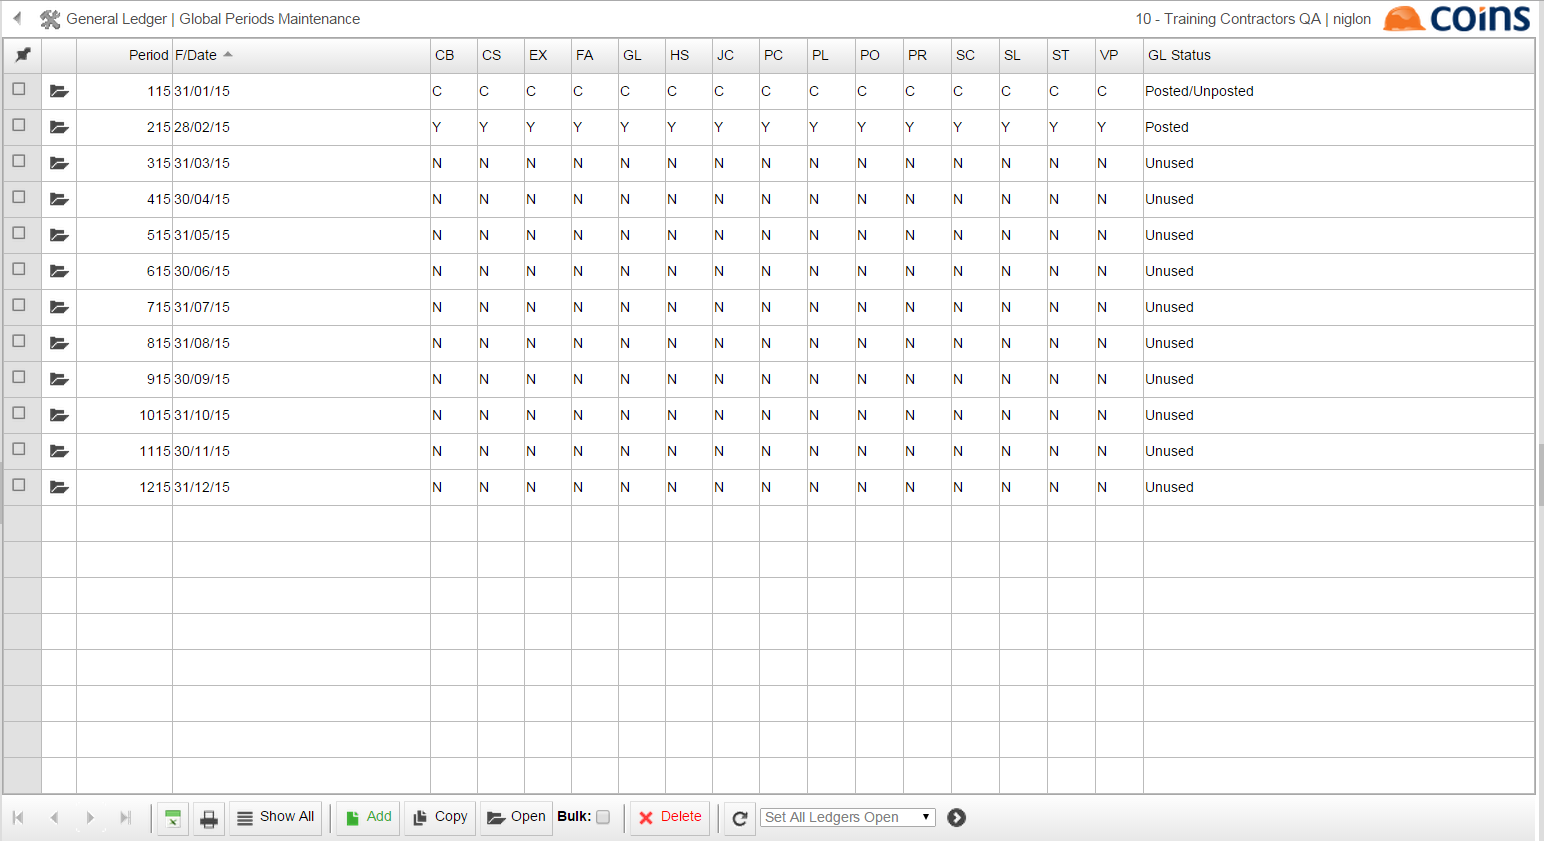 General Ledger | Global Periods Maintenance 10 - Training Contractors QA | niglon coins
Period F/Date CB CS EX FA GL HS JC PC PL PO PR SC SL ST VP GL Status
115 31/01/15 C C C C C C C C C C C C C C C Posted/Unposted
215 28/02/15 Y Y Y Y Y Y Y Y Y Y Y Y Y Y Y Posted
315 31/03/15 N N N N N N N N N N N N N N N Unused
415 30/04/15 N N N N N N N N N N N N N N N Unused
515 31/05/15 N N N N N N N N N N N N N N N Unused
615 30/06/15 N N N N N N N N N N N N N N N Unused
715 31/07/15 N N N N N N N N N N N N N N N Unused
815 31/08/15 N N N N N N N N N N N N N N N Unused
915 30/09/15 N N N N N N N N N N N N N N N Unused
1015 31/10/15 N N N N N N N N N N N N N N N Unused
1115 30/11/15 N N N N N N N N N N N N N N N Unused
1215 31/12/15 N N N N N N N N N N N N N N N Unused
Show All Add Copy Open Bulk: Delete Set All Ledgers Open